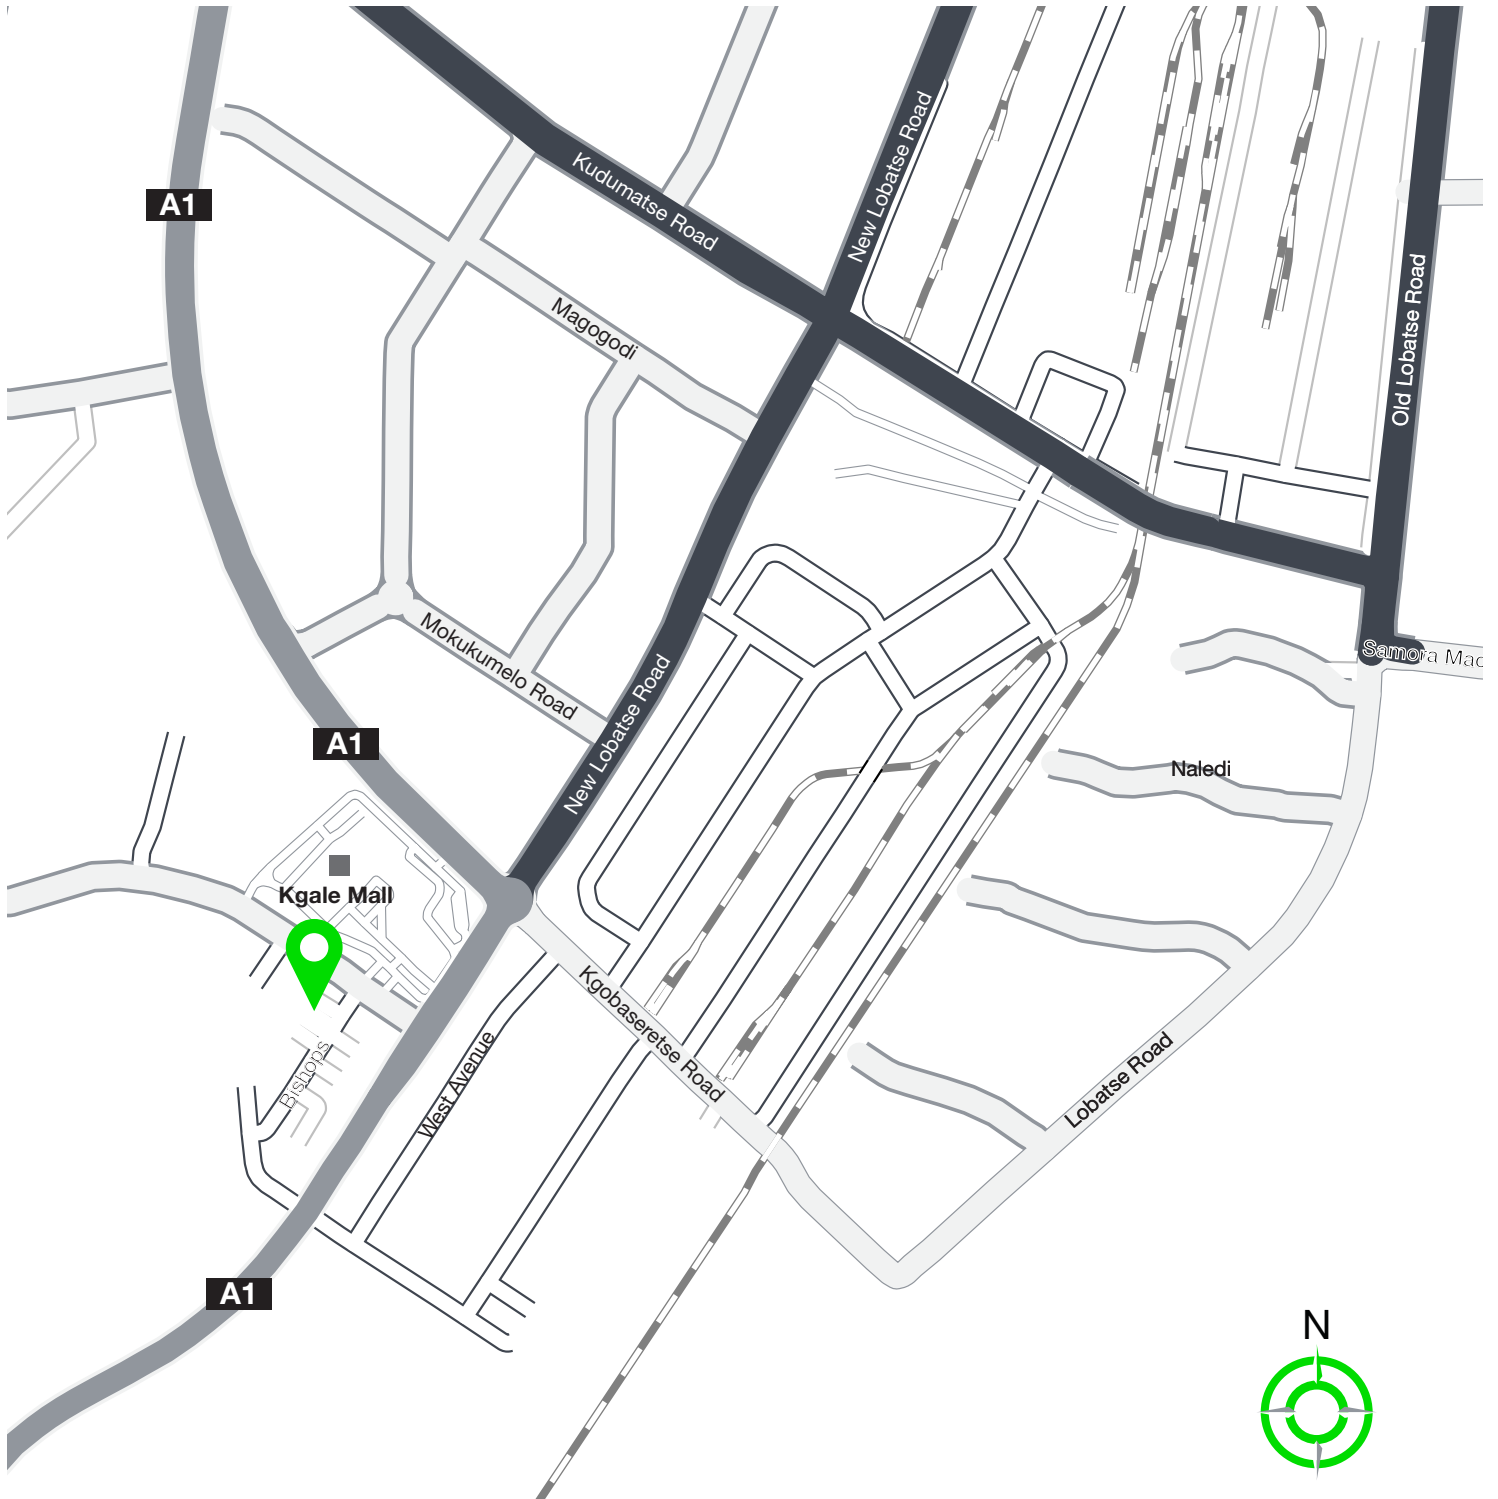 New Lobatse Road
Kudumatse Road
A1
Old Lobatse Road
Magogodi
Mokukumelo Road
Samora Mac
New Lobatse Road
A1
Naledi
Kgale Mall
Kgobaseretse Road
West Avenue
Bishops
Lobatse Road
A1
N